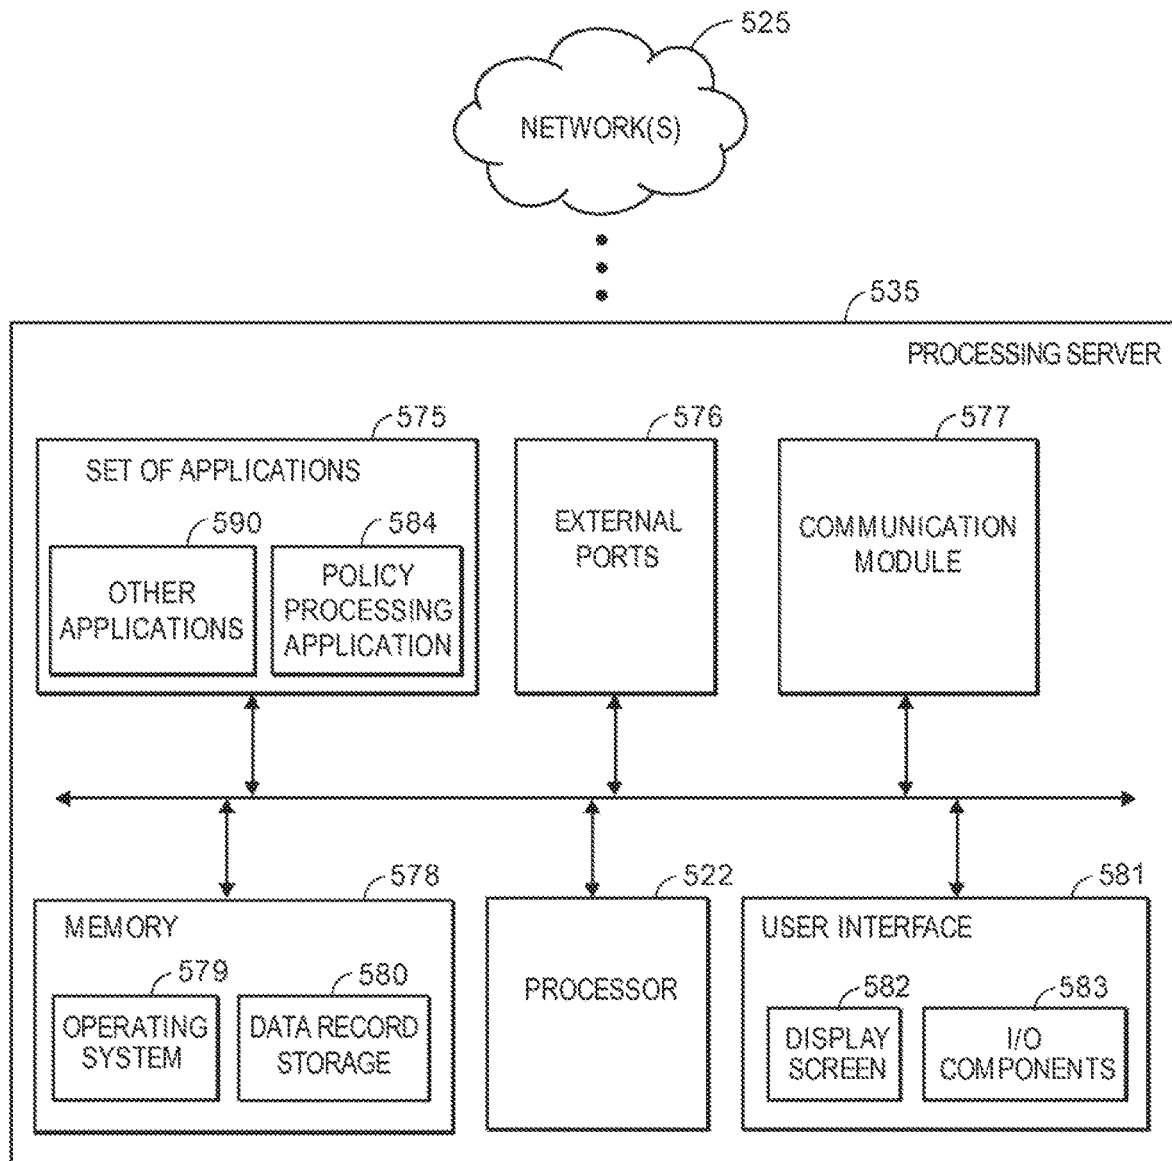 525
NETWORK(S)
535
PROCESSING SERVER
575
576
577
SET OF APPLICATIONS
590
584
OTHER
APPLICATIONS
POLICY
PROCESSING
APPLICATION
EXTERNAL
PORTS
COMMUNICATION
MODULE
578
522
581
MEMORY
579
580
OPERATING
SYSTEM
DATA RECORD
STORAGE
PROCESSOR
USER INTERFACE
582
583
DISPLAY
SCREEN
I/O
COMPONENTS